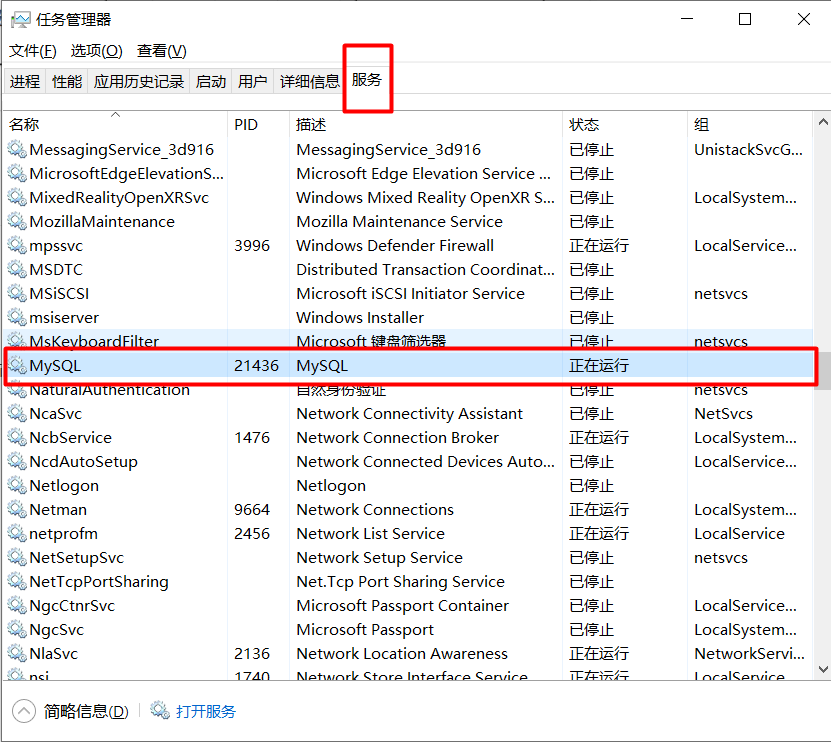 任务管理器
文件(F) 选项(O) 查看(V)
进程 性能 应用历史记录 启动 用户 详细信息 服务
名称 PID 描述 状态 组
MessagingService_3d916 MessagingService_3d916 已停止 UnistackSvcG...
MicrosoftEdgeElevationS... Microsoft Edge Elevation Service ... 已停止
MixedRealityOpenXRSvc Windows Mixed Reality OpenXR S... 已停止 LocalSystem...
MozillaMaintenance Mozilla Maintenance Service 已停止
mpssvc 3996 Windows Defender Firewall 正在运行 LocalService...
MSDTC Distributed Transaction Coordinat... 已停止
MSiSCSI Microsoft iSCSI Initiator Service 已停止 netsvcs
msiserver Windows Installer 已停止
MsKeyboardFilter Microsoft 键盘筛选器 已停止 netsvcs
MySQL 21436 MySQL 正在运行
NaturalAuthentication 自然身份验证 已停止 netsvcs
NcaSvc Network Connectivity Assistant 已停止 NetSvcs
NcbService 1476 Network Connection Broker 正在运行 LocalSystem...
NcdAutoSetup Network Connected Devices Auto... 已停止 LocalService...
Netlogon Netlogon 已停止
Netman 9664 Network Connections 正在运行 LocalSystem...
netprofm 2456 Network List Service 正在运行 LocalService
NetSetupSvc Network Setup Service 已停止 netsvcs
NetTcpPortSharing Net.Tcp Port Sharing Service 已停止
NgcCtnrSvc Microsoft Passport Container 已停止 LocalService...
NgcSvc Microsoft Passport 已停止 LocalSystem...
NlaSvc 2136 Network Location Awareness 正在运行 NetworkServi...
nsi 1740 Network Store Interface Service 正在运行 LocalService
简略信息(D) 打开服务